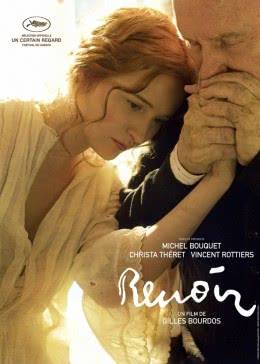 SÉLECTION OFFICIELLE
UN CERTAIN REGARD
FESTIVAL DE CANNES
MICHEL BOUQUET
CHRISTA THÉRET VINCENT ROTTIERS
Renoir
UN FILM DE
GILLES BOURDOS